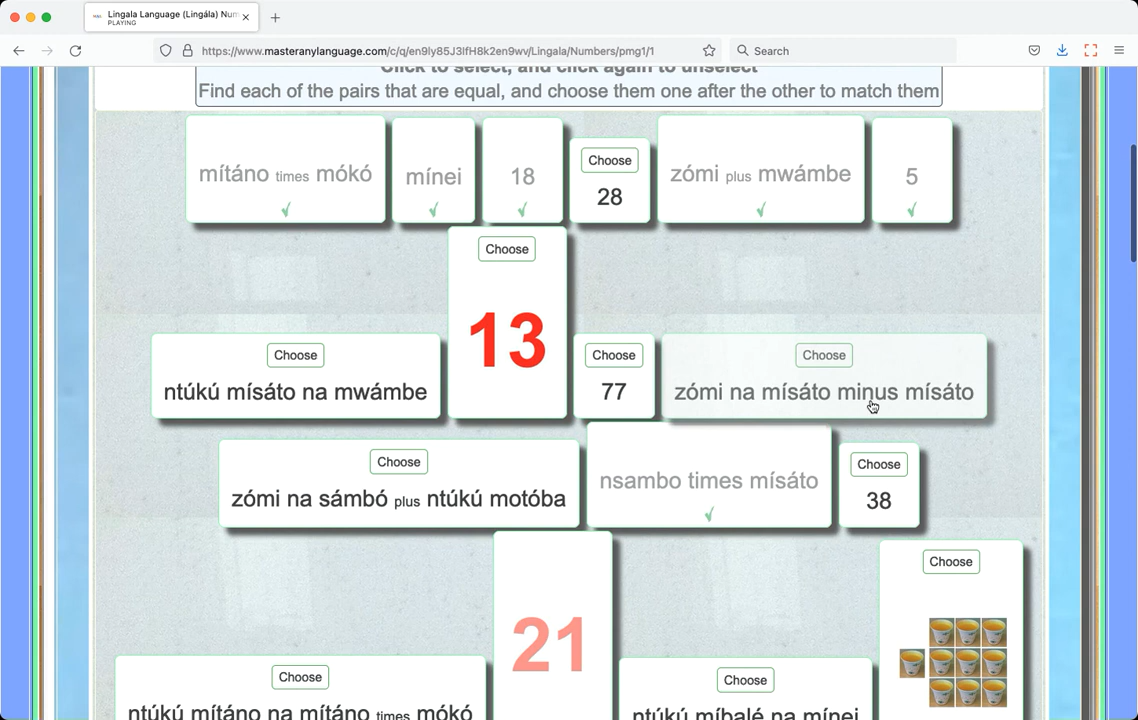 Lingala Language (Lingála) Num
PLAYING
https://www.masteranylanguage.com/c/q/en9ly85J3lfH8k2en9wv/Lingala/Numbers/pmg1/1
Search
Click to select, and click again to unselect
Find each of the pairs that are equal, and choose them one after the other to match them
mítáno times mókó
mínei
18
Choose
28
zómi plus mwámbe
5
Choose
13
Choose
ntúkú mísáto na mwámbe
Choose
77
Choose
zómi na mísáto minus mísáto
Choose
zómi na sámbó plus ntúkú motóba
nsambo times mísáto
Choose
38
21
Choose
Choose
ntúkú mítáno na mítáno times mókó
Choose
ntúkú míbalé na mínei